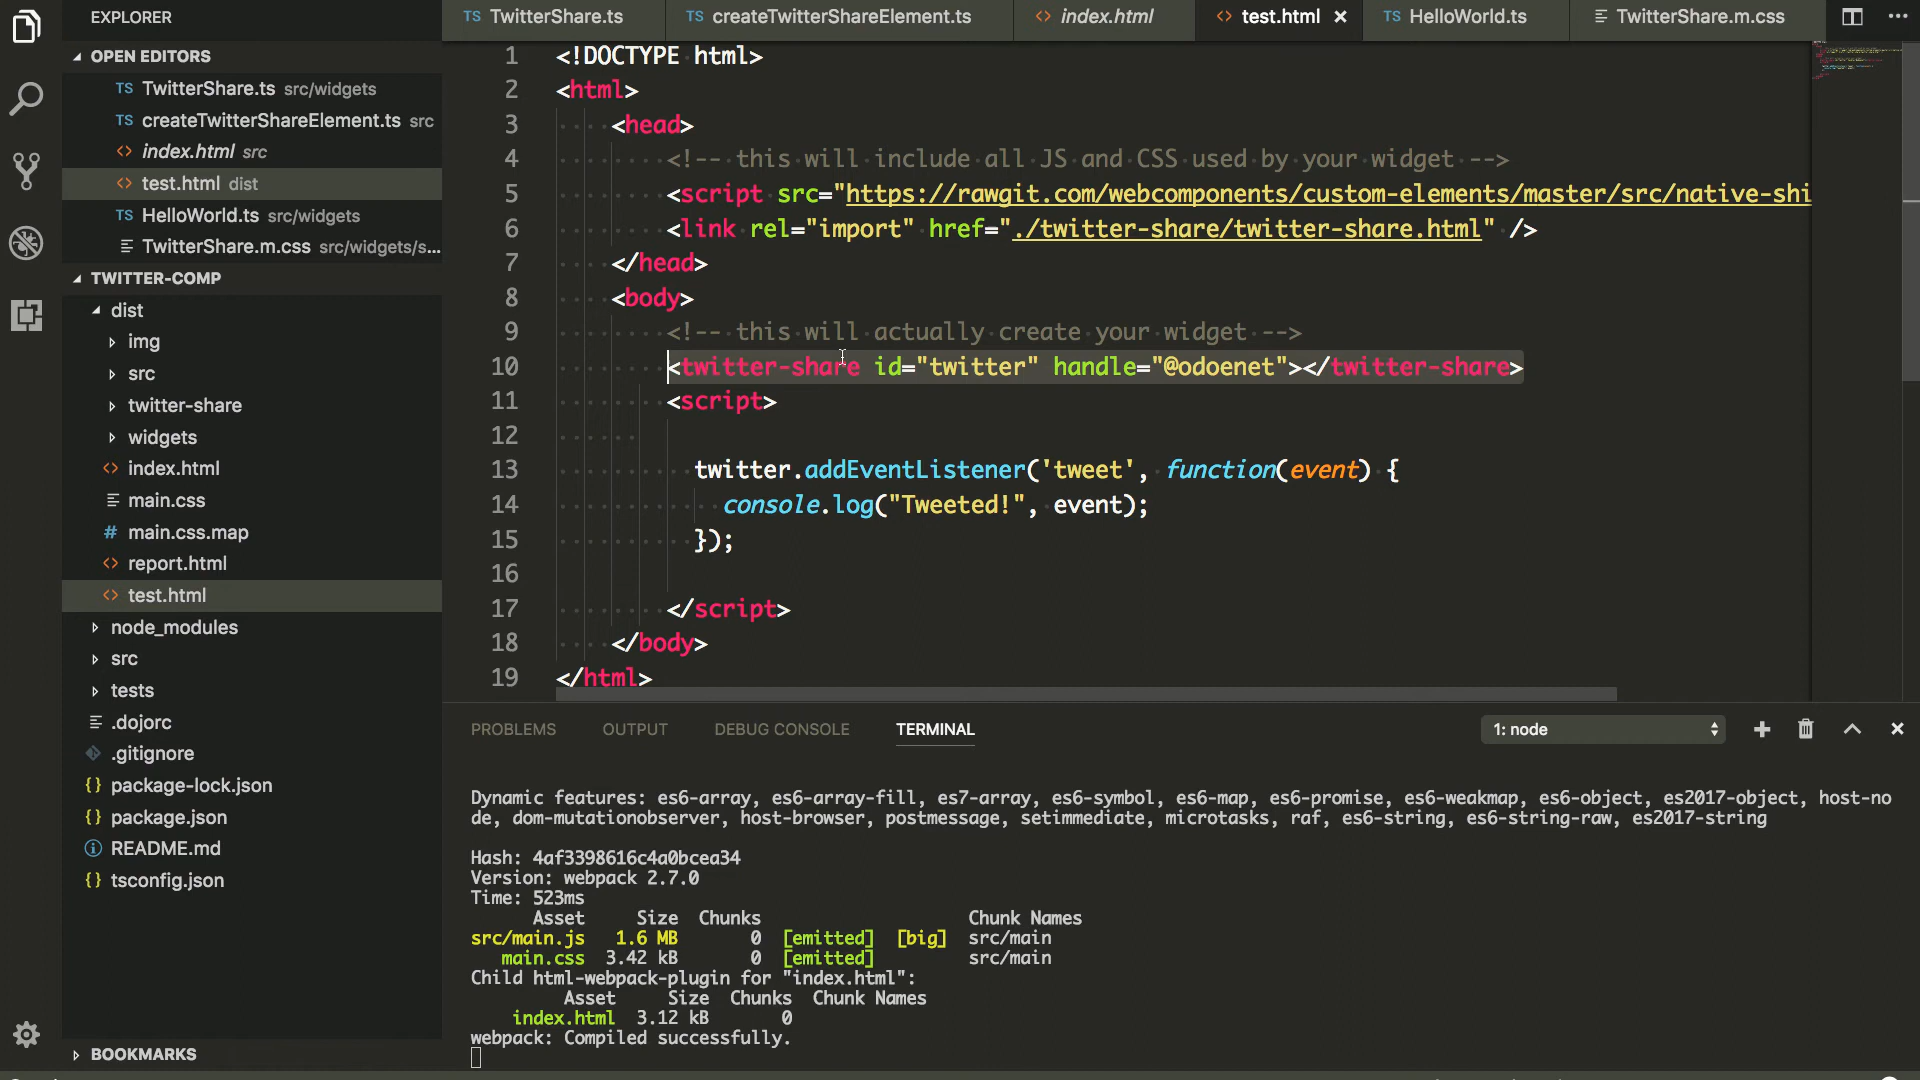 EXPLORER
OPEN EDITORS
TS TwitterShare.ts src/widgets
TS createTwitterShareElement.ts src
<> index.html src
<> test.html dist
TS HelloWorld.ts src/widgets
TwitterShare.m.css src/widgets/s...
TWITTER-COMP
dist
img
src
twitter-share
widgets
<> index.html
main.css
# main.css.map
<> report.html
<> test.html
node_modules
src
tests
.dojorc
.gitignore
{} package-lock.json
{} package.json
README.md
{} tsconfig.json
BOOKMARKS
TS TwitterShare.ts TS createTwitterShareElement.ts <> index.html <> test.html × TS HelloWorld.ts TwitterShare.m.css ...
1 <!DOCTYPE html>
2 <html>
3 <head>
4 <!-- this will include all JS and CSS used by your widget -->
5 <script src="https://rawgit.com/webcomponents/custom-elements/master/src/native-shi
6 <link rel="import" href="./twitter-share/twitter-share.html" />
7 </head>
8 <body>
9 <!-- this will actually create your widget -->
10 <twitter-share id="twitter" handle="@odoenet"></twitter-share>
11 <script>
12
13 twitter.addEventListener('tweet', function(event) {
14 console.log("Tweeted!", event);
15 });
16
17 </script>
18 </body>
19 </html>
PROBLEMS OUTPUT DEBUG CONSOLE TERMINAL 1: node
Dynamic features: es6-array, es6-array-fill, es7-array, es6-symbol, es6-map, es6-promise, es6-weakmap, es6-object, es2017-object, host-no
de, dom-mutationobserver, host-browser, postmessage, setimmediate, microtasks, raf, es6-string, es6-string-raw, es2017-string
Hash: 4af3398616c4a0bcea34
Version: webpack 2.7.0
Time: 523ms
Asset Size Chunks Chunk Names
src/main.js 1.6 MB 0 [emitted] [big] src/main
main.css 3.42 kB 0 [emitted] src/main
Child html-webpack-plugin for "index.html":
Asset Size Chunks Chunk Names
index.html 3.12 kB 0
webpack: Compiled successfully.